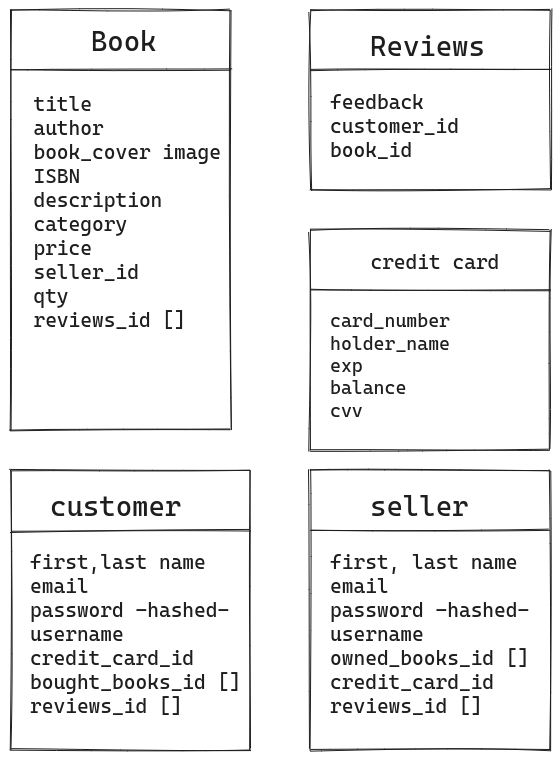 Book
title
author
book_cover image
ISBN
description
category
price
seller_id
qty
reviews_id []
Reviews
feedback
customer_id
book_id
credit card
card_number
holder_name
exp
balance
cvv
customer
first,last name
email
password -hashed-
username
credit_card_id
bought_books_id []
reviews_id []
seller
first, last name
email
password -hashed-
username
owned_books_id []
credit_card_id
reviews_id []